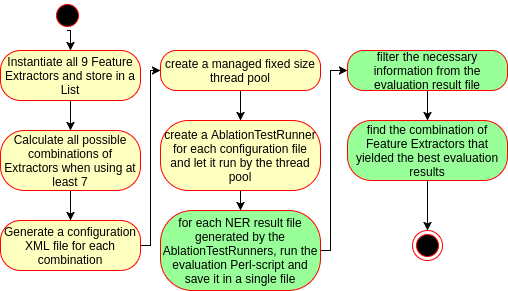 Instantiate all 9 Feature
Extractors and store in a
List
Calculate all possible
combinations of
Extractors when using at
least 7
Generate a configuration
XML file for each
combination
create a managed fixed size
thread pool
create a AblationTestRunner
for each configuration file
and let it run by the thread
pool
for each NER result file
generated by the
AblationTestRunners, run the
evaluation Perl-script and
save it in a single file
filter the necessary
information from the
evaluation result file
find the combination of
Feature Extractors that
yielded the best evaluation
results